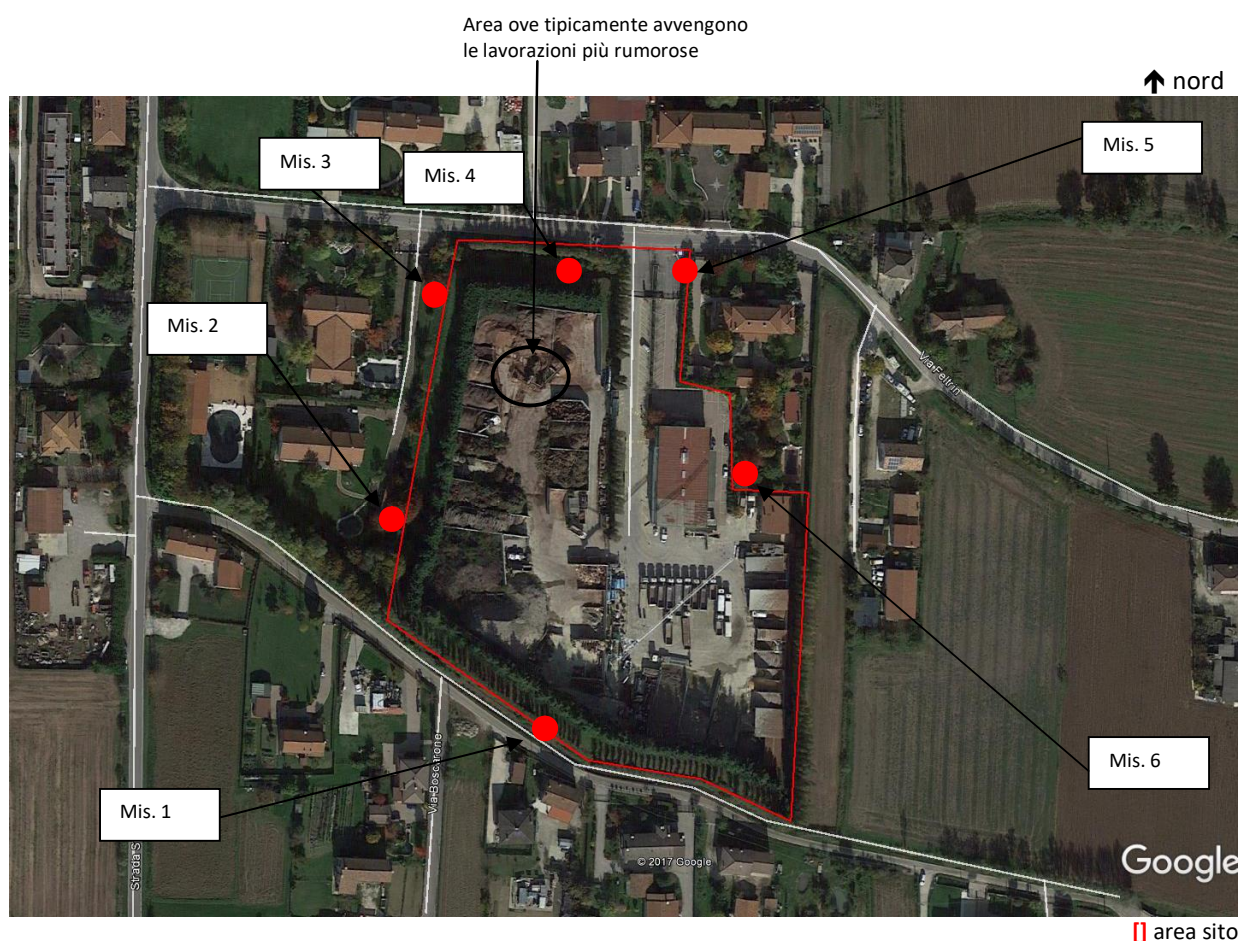 Area ove tipicamente avvengono
le lavorazioni più rumorose
🡹 nord
Mis. 3
Mis. 4
Mis. 5
Mis. 2
Via Feltrin
Mis. 6
Mis. 1
Via Boscarone
© 2017 Google
Google
[] area sito